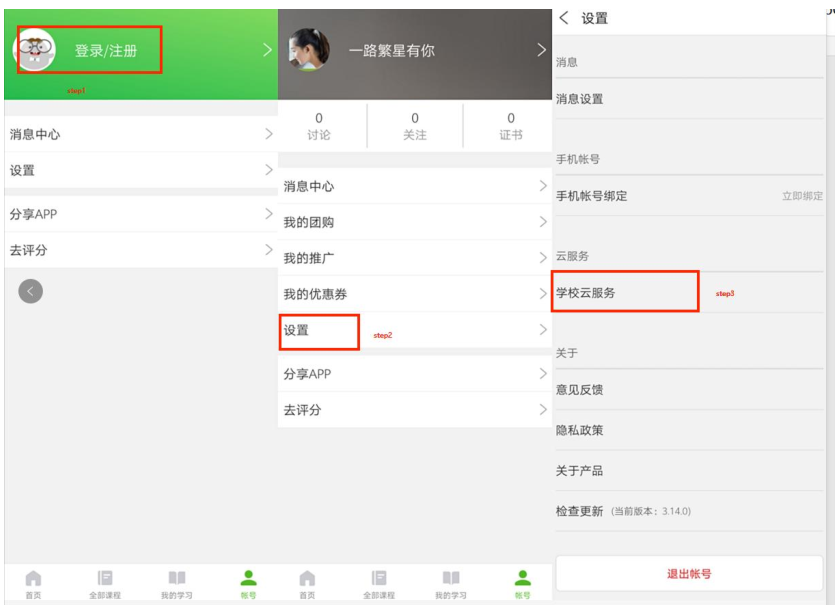 登录/注册
step1
消息中心
设置
分享APP
去评分
首页
全部课程
我的学习
帐号
一路繁星有你
0
讨论
0
关注
0
证书
消息中心
我的团购
我的推广
我的优惠券
设置
step2
分享APP
去评分
首页
全部课程
我的学习
帐号
设置
消息
消息设置
手机帐号
手机帐号绑定 立即绑定
云服务
学校云服务
step3
关于
意见反馈
隐私政策
关于产品
检查更新 (当前版本：3.14.0)
退出帐号